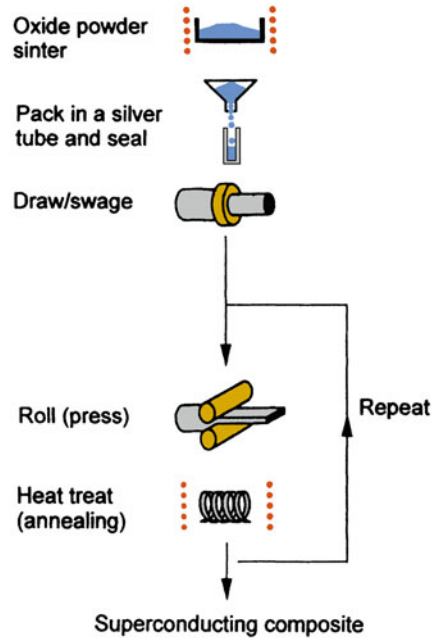 Oxide powder
sinter
Pack in a silver
tube and seal
Draw/swage
Roll (press)
Repeat
Heat treat
(annealing)
Superconducting composite